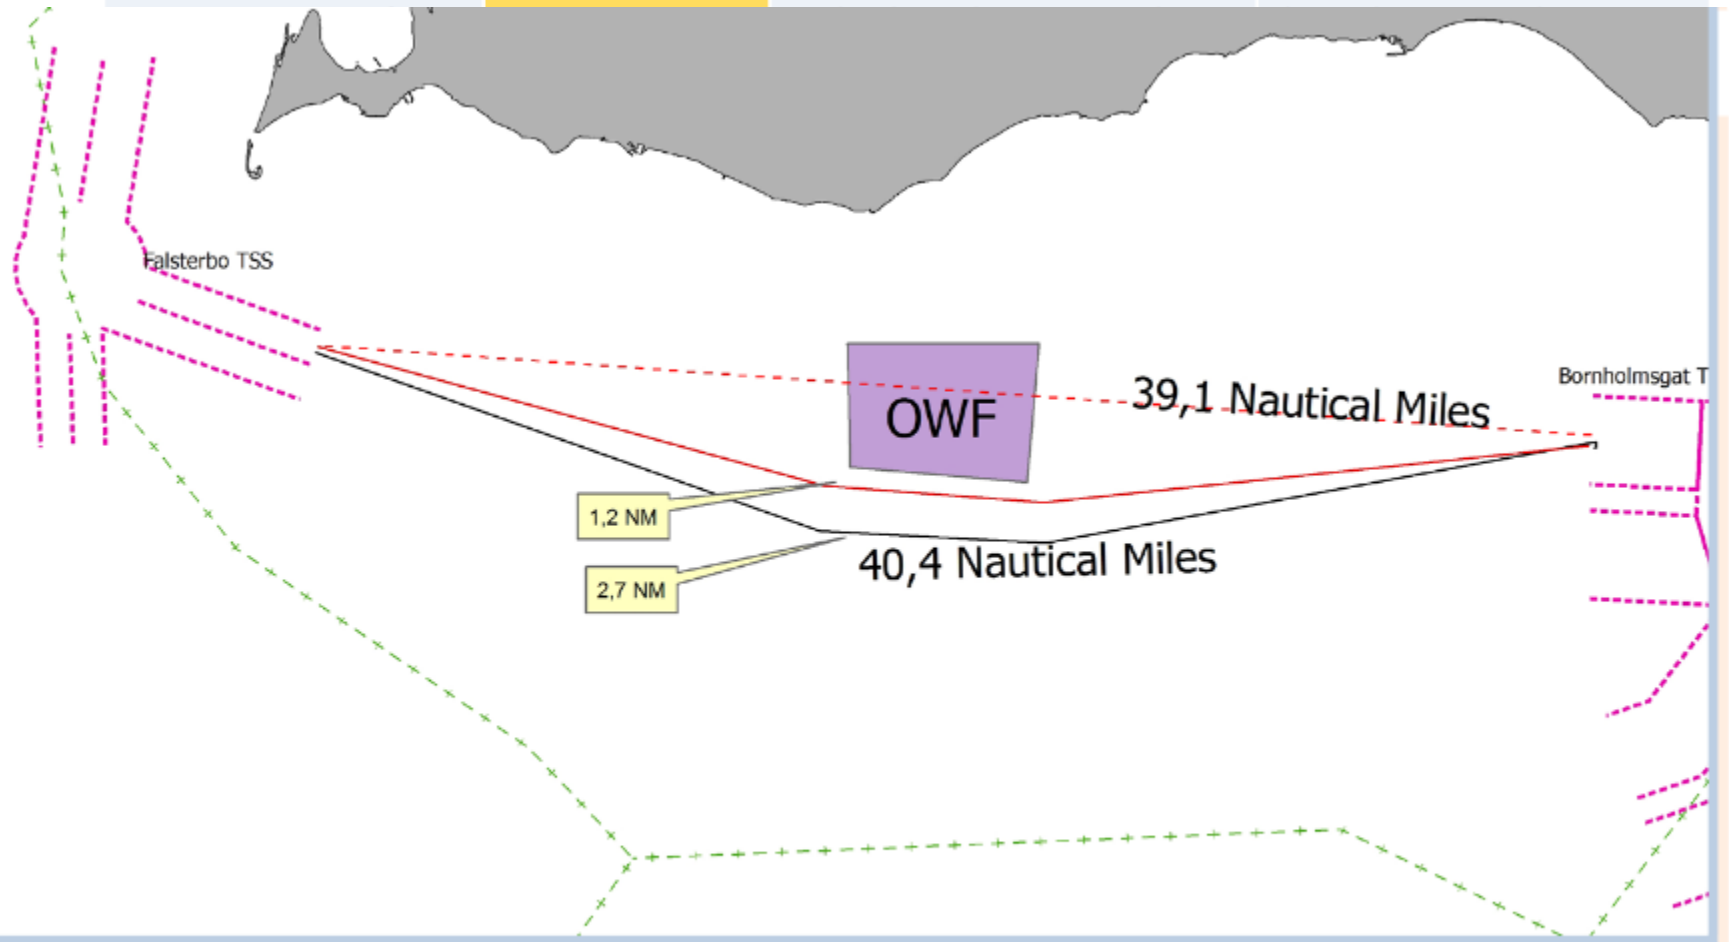 Falsterbo TSS
OWF
39,1 Nautical Miles
Bornholmsgat T
1,2 NM
40,4 Nautical Miles
2,7 NM